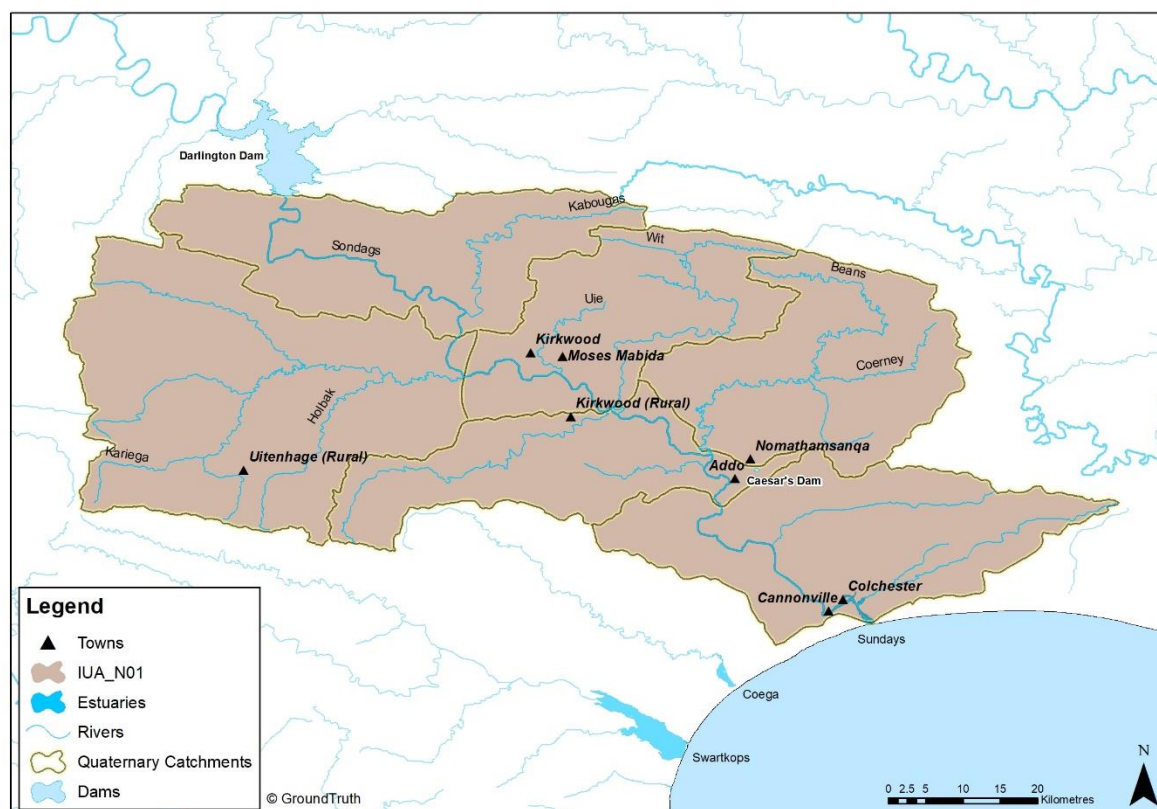 Darlington Dam
Kabougas
Wit
Sondags
Beans
Uie
Kirkwood
Moses Mabida
Coerney
Holbak
Kirkwood (Rural)
Kariega
Uitenhage (Rural)
Nomathamsanqa
Addo
Caesar's Dam
Colchester
Cannonville
Sundays
Coega
Swartkops
Legend
Towns
IUA_N01
Estuaries
Rivers
Quaternary Catchments
Dams
© GroundTruth
N
0 2.5 5 10 15 20
Kilometres